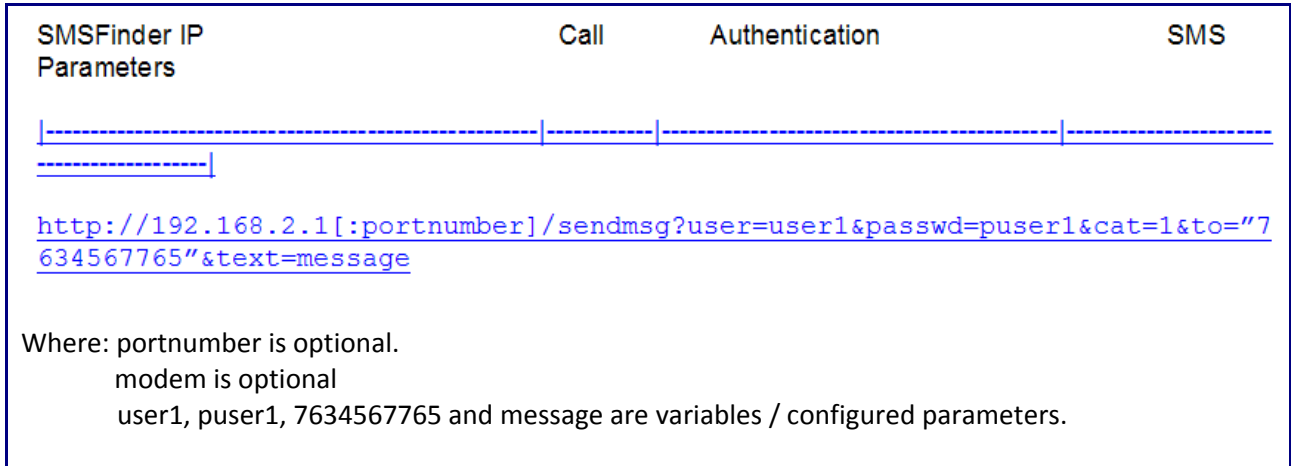 SMSFinder IP Call Authentication SMS
Parameters
|----------------------------------------------------|------------|------------------------------------------|----------------------
-------------------|
http://192.168.2.1[:portnumber]/sendmsg?user=user1&passwd=puser1&cat=1&to=”7
634567765”&text=message
Where: portnumber is optional.
modem is optional
user1, puser1, 7634567765 and message are variables / configured parameters.